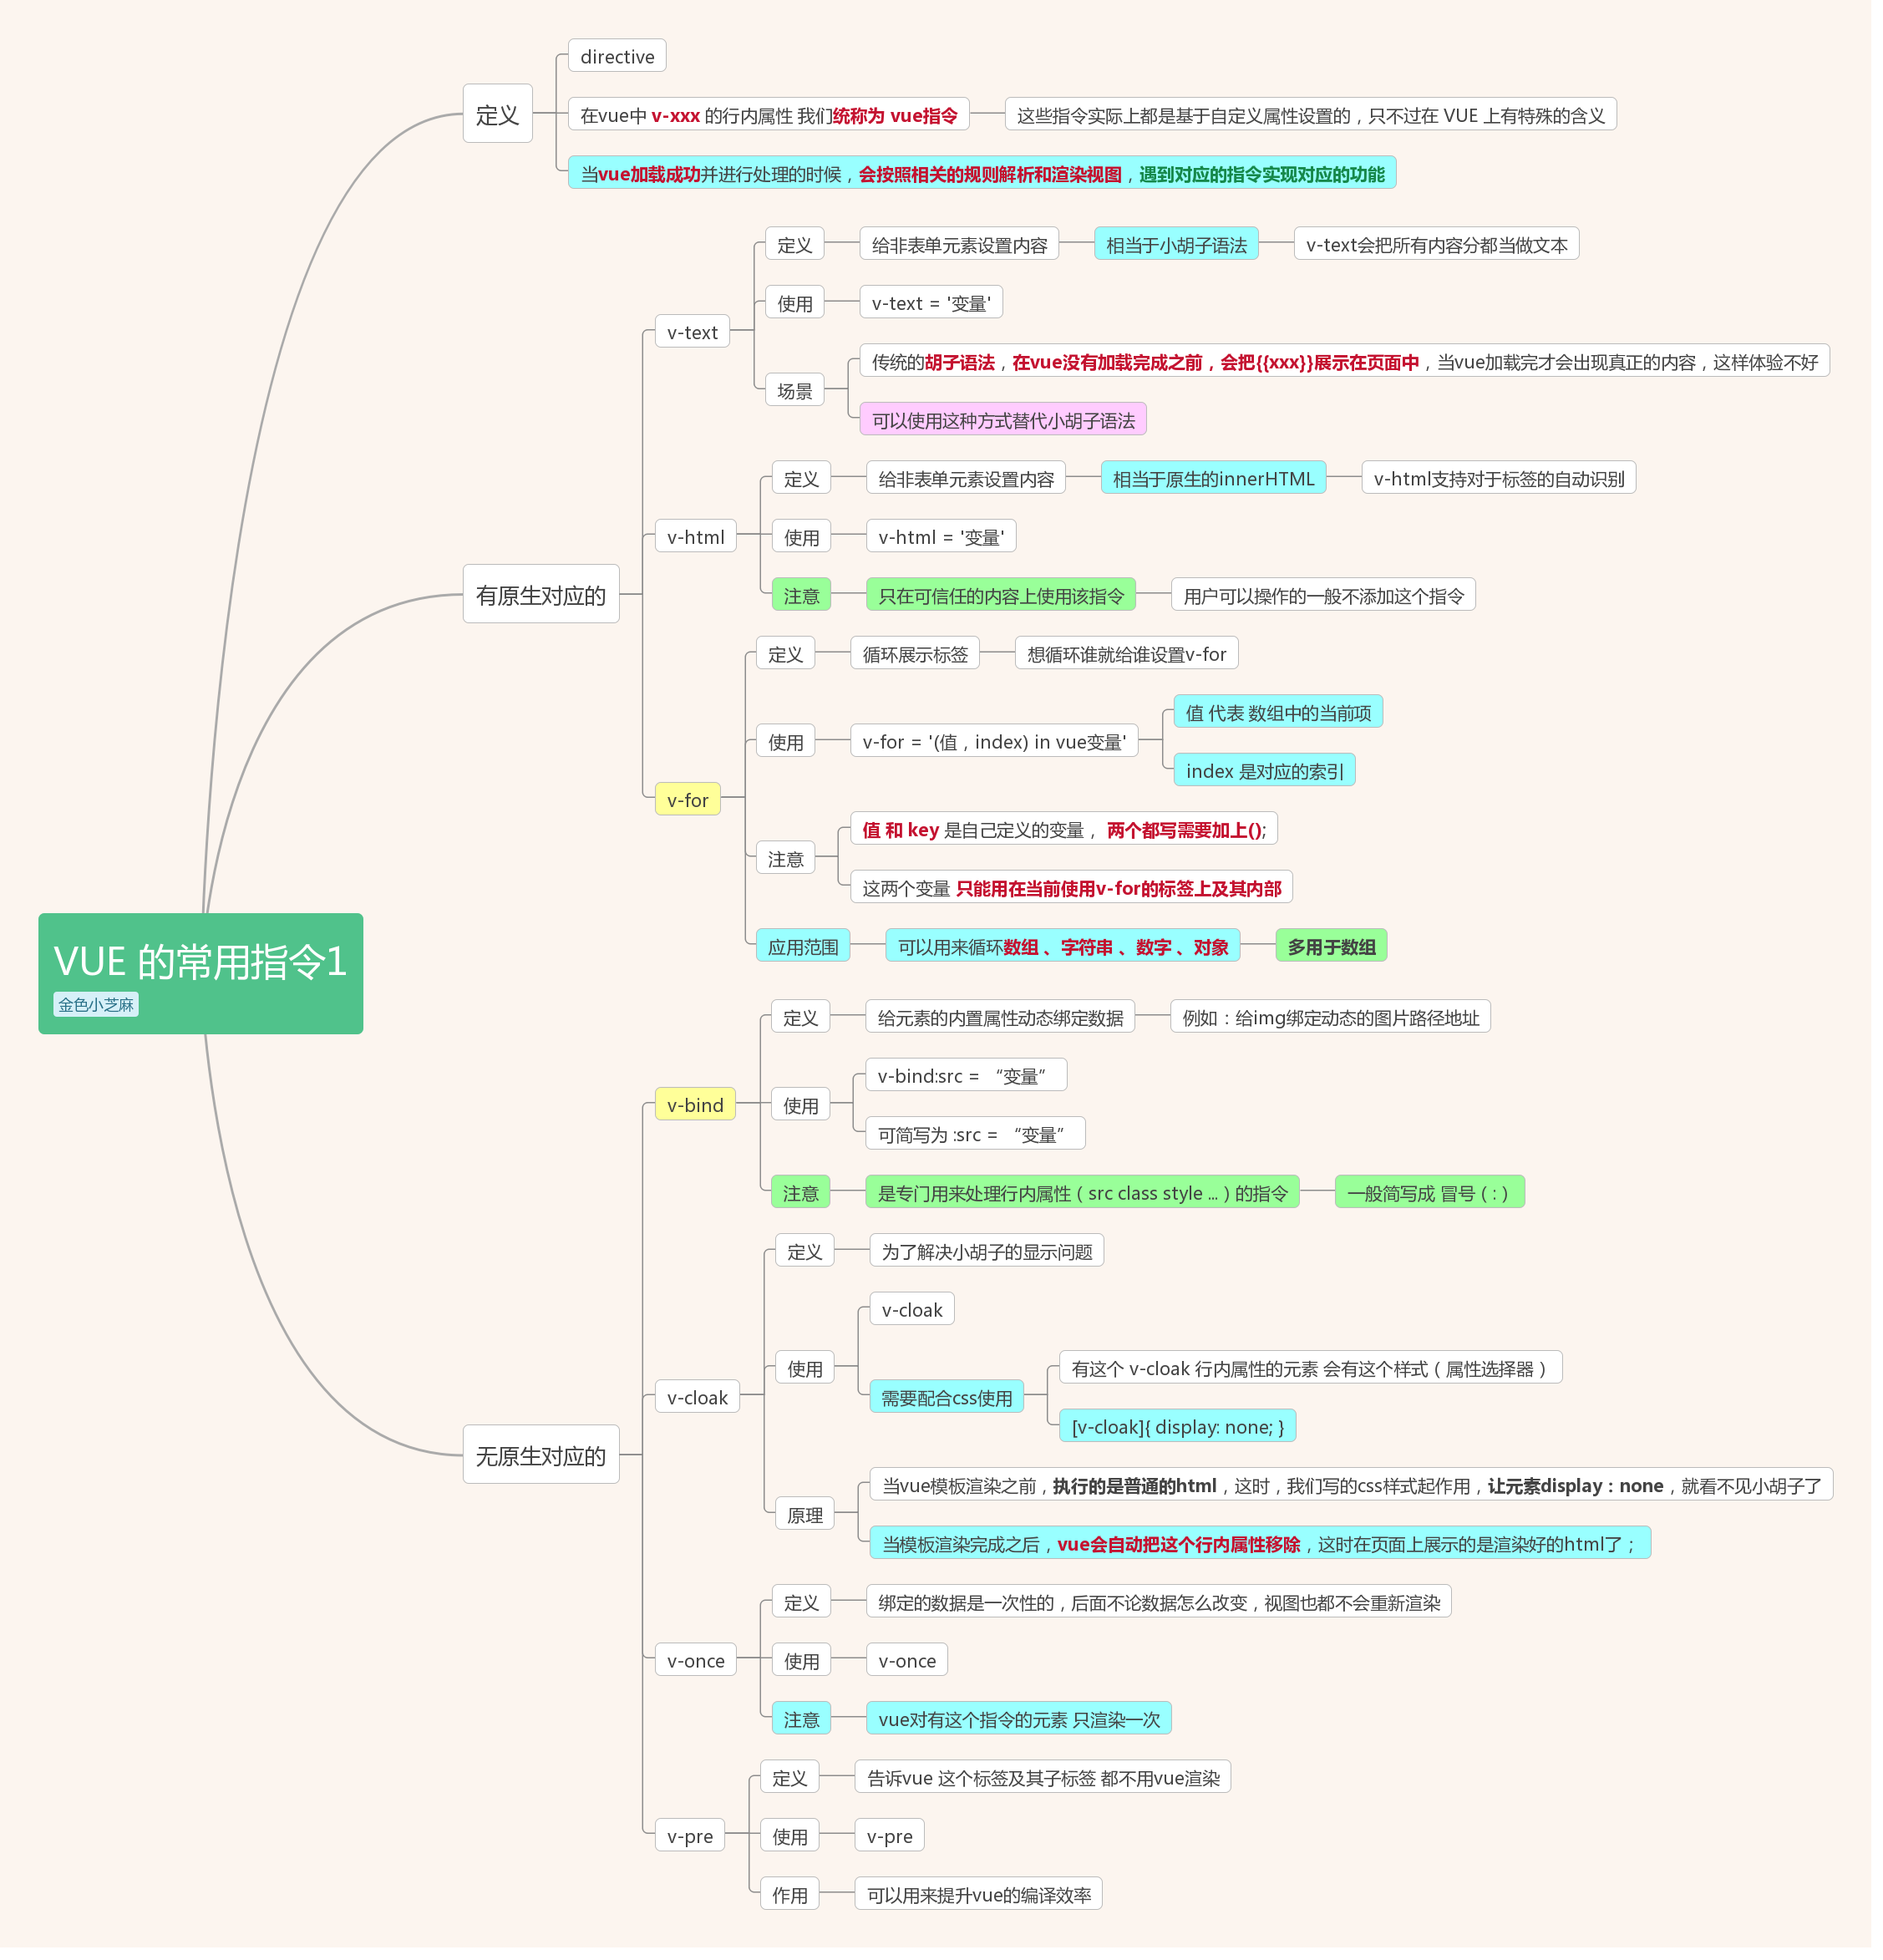 VUE 的常用指令1
金色小芝麻
定义
directive
在vue中 v-xxx 的行内属性 我们统称为 vue指令
这些指令实际上都是基于自定义属性设置的，只不过在 VUE 上有特殊的含义
当vue加载成功并进行处理的时候，会按照相关的规则解析和渲染视图，遇到对应的指令实现对应的功能
有原生对应的
v-text
定义
给非表单元素设置内容
相当于小胡子语法
v-text会把所有内容分都当做文本
使用
v-text = '变量'
场景
传统的胡子语法，在vue没有加载完成之前，会把{{xxx}}展示在页面中，当vue加载完才会出现真正的内容，这样体验不好
可以使用这种方式替代小胡子语法
v-html
定义
给非表单元素设置内容
相当于原生的innerHTML
v-html支持对于标签的自动识别
使用
v-html = '变量'
注意
只在可信任的内容上使用该指令
用户可以操作的一般不添加这个指令
v-for
定义
循环展示标签
想循环谁就给谁设置v-for
使用
v-for = '(值，index) in vue变量'
值 代表 数组中的当前项
index 是对应的索引
注意
值 和 key 是自己定义的变量， 两个都写需要加上();
这两个变量 只能用在当前使用v-for的标签上及其内部
应用范围
可以用来循环数组 、字符串 、数字 、对象
多用于数组
无原生对应的
v-bind
定义
给元素的内置属性动态绑定数据
例如：给img绑定动态的图片路径地址
使用
v-bind:src = “变量”
可简写为 :src = “变量”
注意
是专门用来处理行内属性（ src class style ... ）的指令
一般简写成 冒号（ : ）
v-cloak
定义
为了解决小胡子的显示问题
使用
v-cloak
需要配合css使用
有这个 v-cloak 行内属性的元素 会有这个样式（ 属性选择器 ）
[v-cloak]{ display: none; }
原理
当vue模板渲染之前，执行的是普通的html，这时，我们写的css样式起作用，让元素display：none，就看不见小胡子了
当模板渲染完成之后，vue会自动把这个行内属性移除，这时在页面上展示的是渲染好的html了；
v-once
定义
绑定的数据是一次性的，后面不论数据怎么改变，视图也都不会重新渲染
使用
v-once
注意
vue对有这个指令的元素 只渲染一次
v-pre
定义
告诉vue 这个标签及其子标签 都不用vue渲染
使用
v-pre
作用
可以用来提升vue的编译效率